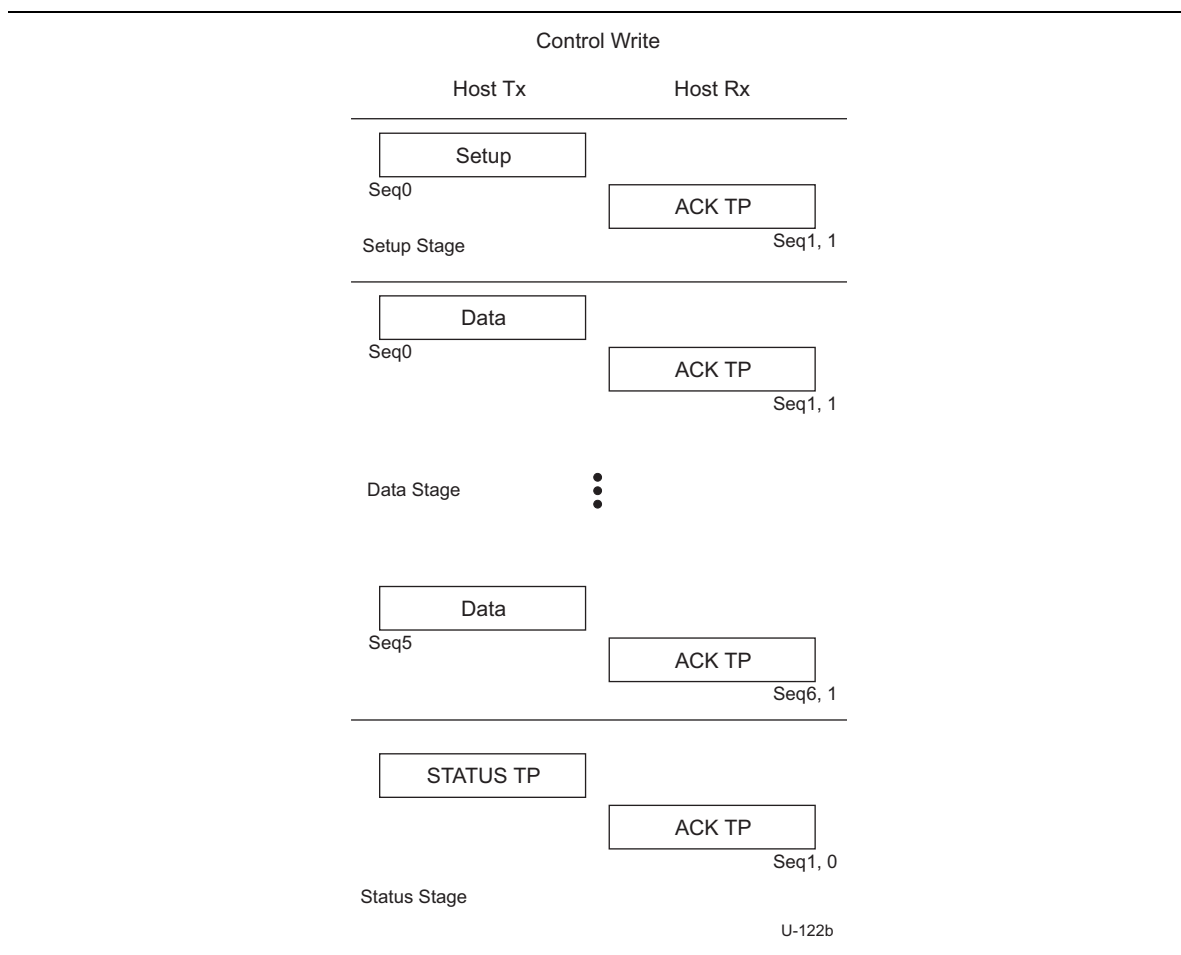 Control Write
Host Tx Host Rx
Setup
Seq0
ACK TP
Seq1, 1
Setup Stage
Data
Seq0
ACK TP
Seq1, 1
Data Stage
Data
Seq5
ACK TP
Seq6, 1
STATUS TP
ACK TP
Seq1, 0
Status Stage
U-122b